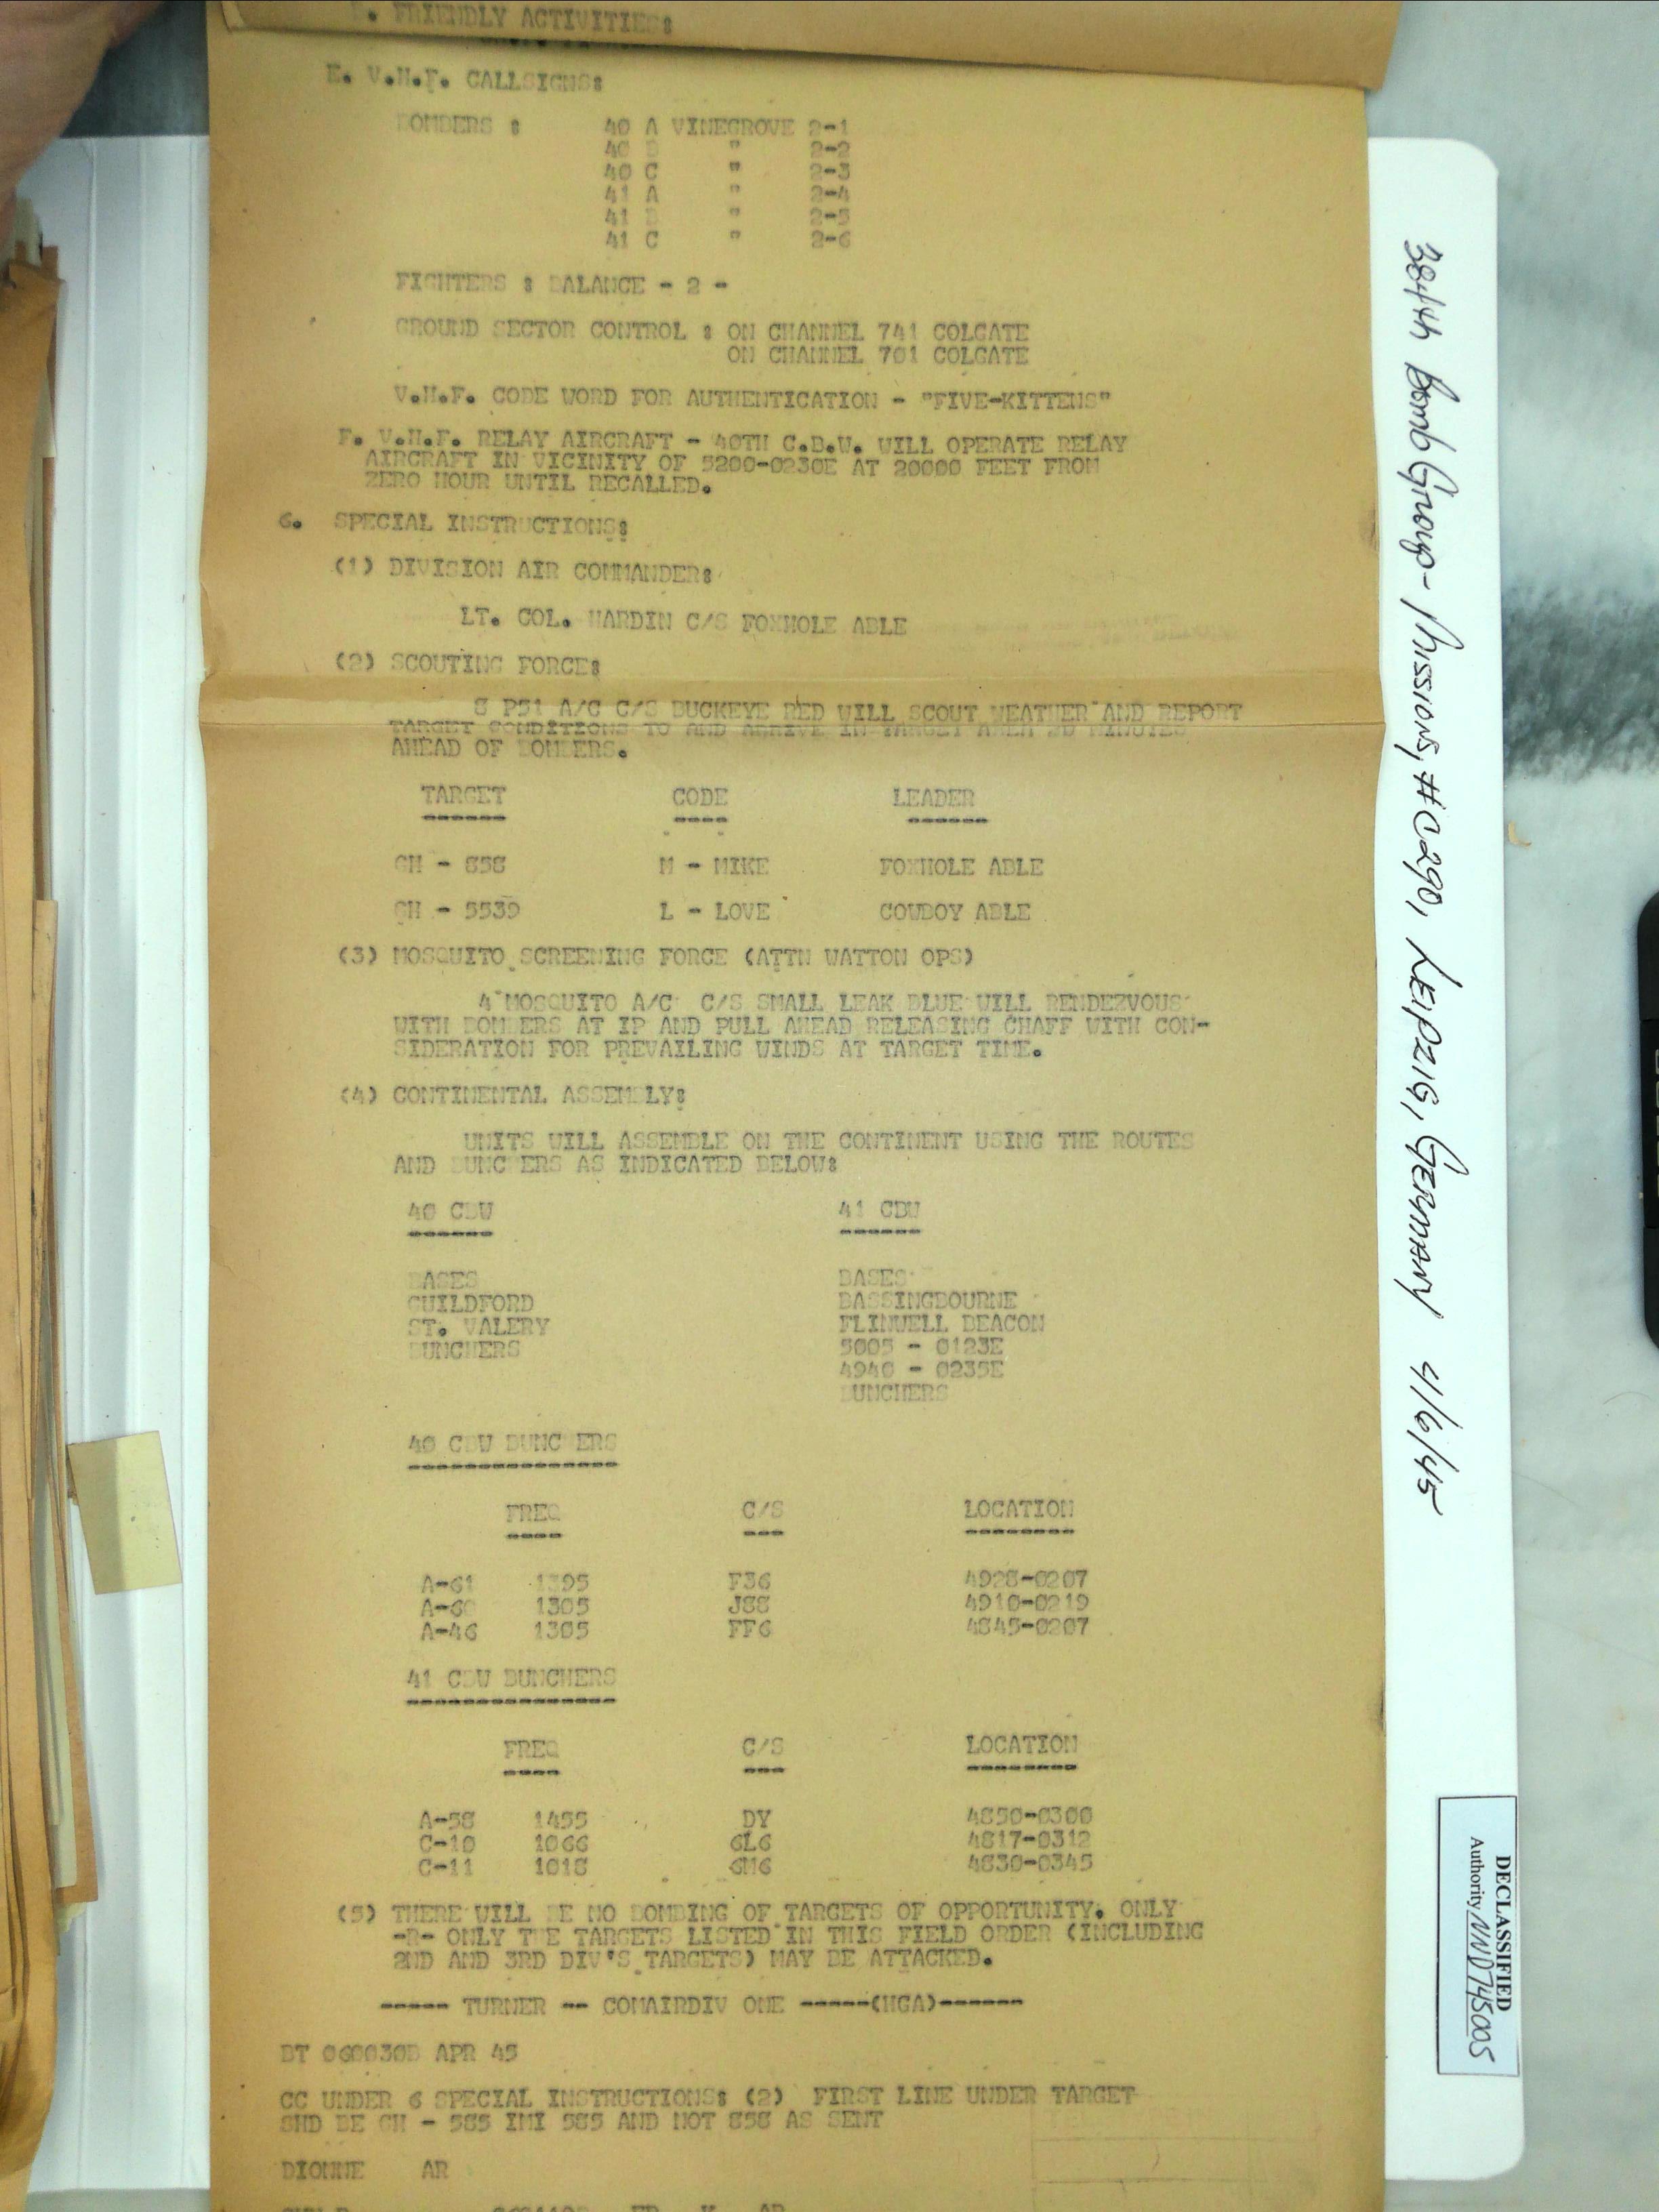 F. FRIENDLY ACTIVITIES:
E. V.H.F. CALLSIGNS:
BOMBERS : 40 A VINEGROVE 2-1
40 B " 2-2
40 C " 2-3
41 A " 2-4
41 B " 2-5
41 C " 2-6
FIGHTERS : BALANCE - 2 -
GROUND SECTOR CONTROL : ON CHANNEL 741 COLGATE
ON CHANNEL 701 COLGATE
V.H.F. CODE WORD FOR AUTHENTICATION - "FIVE-KITTENS"
F. V.H.F. RELAY AIRCRAFT - 40TH C.B.W. WILL OPERATE RELAY
AIRCRAFT IN VICINITY OF 5200-0230E AT 20000 FEET FROM
ZERO HOUR UNTIL RECALLED.
6. SPECIAL INSTRUCTIONS:
(1) DIVISION AIR COMMANDER:
LT. COL. HARDIN C/S FOXHOLE ABLE
(2) SCOUTING FORCE:
8 P51 A/C C/S BUCKEYE RED WILL SCOUT WEATHER AND REPORT
TARGET CONDITIONS TO AND ARRIVE IN TARGET AREA MINUTES
AHEAD OF BOMBERS.
TARGET CODE LEADER
GH - 858 M - MIKE FOXHOLE ABLE
GH - 5539 L - LOVE COWBOY ABLE
(3) MOSQUITO SCREENING FORCE (ATTN WATTON OPS)
4 MOSQUITO A/C C/S SMALL LEAK BLUE WILL RENDEZVOUS
WITH BOMBERS AT IP AND PULL AHEAD RELEASING CHAFF WITH CON-
SIDERATION FOR PREVAILING WINDS AT TARGET TIME.
(4) CONTINENTAL ASSEMBLY:
UNITS WILL ASSEMBLE ON THE CONTINENT USING THE ROUTES
AND BUNCHERS AS INDICATED BELOW:
40 CBW 41 CBW
BASES BASES
GUILDFORD BASSINGBOURNE
ST. VALERY FLINWELL BEACON
BUNCHERS 5005 - 0123E
4940 - 0235E
BUNCHERS
40 CBW BUNCHERS
FREQ C/S LOCATION
A-61 1395 F36 4928-0207
A-60 1305 J88 4910-0219
A-46 1305 FF6 4845-0207
41 CBW BUNCHERS
FREQ C/S LOCATION
A-58 1455 DY 4850-0300
C-10 1066 6L6 4817-0312
C-11 1018 6M6 4830-0345
(5) THERE WILL BE NO BOMBING OF TARGETS OF OPPORTUNITY. ONLY
-R- ONLY THE TARGETS LISTED IN THIS FIELD ORDER (INCLUDING
2ND AND 3RD DIV'S TARGETS) MAY BE ATTACKED.
----- TURNER -- COMAIRDIV ONE -----(HGA)------
BT 060030B APR 45
CC UNDER 6 SPECIAL INSTRUCTIONS: (2) FIRST LINE UNDER TARGET
SHD BE GH - 585 IMI 585 AND NOT 858 AS SENT
DIONNE AR
384th Bomb Group - Missions, #0290, LEIPZIG, GERMANY 4/6/45
DECLASSIFIED
Authority NND745005